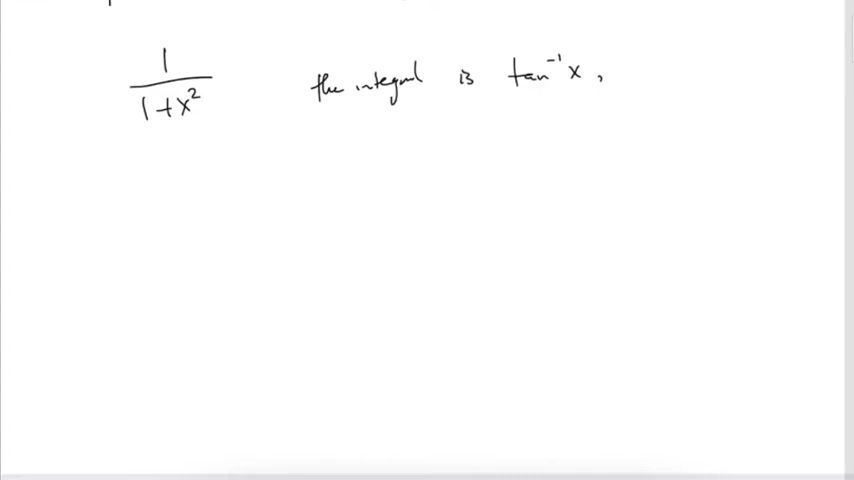 1
1+x² the integral is tan⁻¹x,